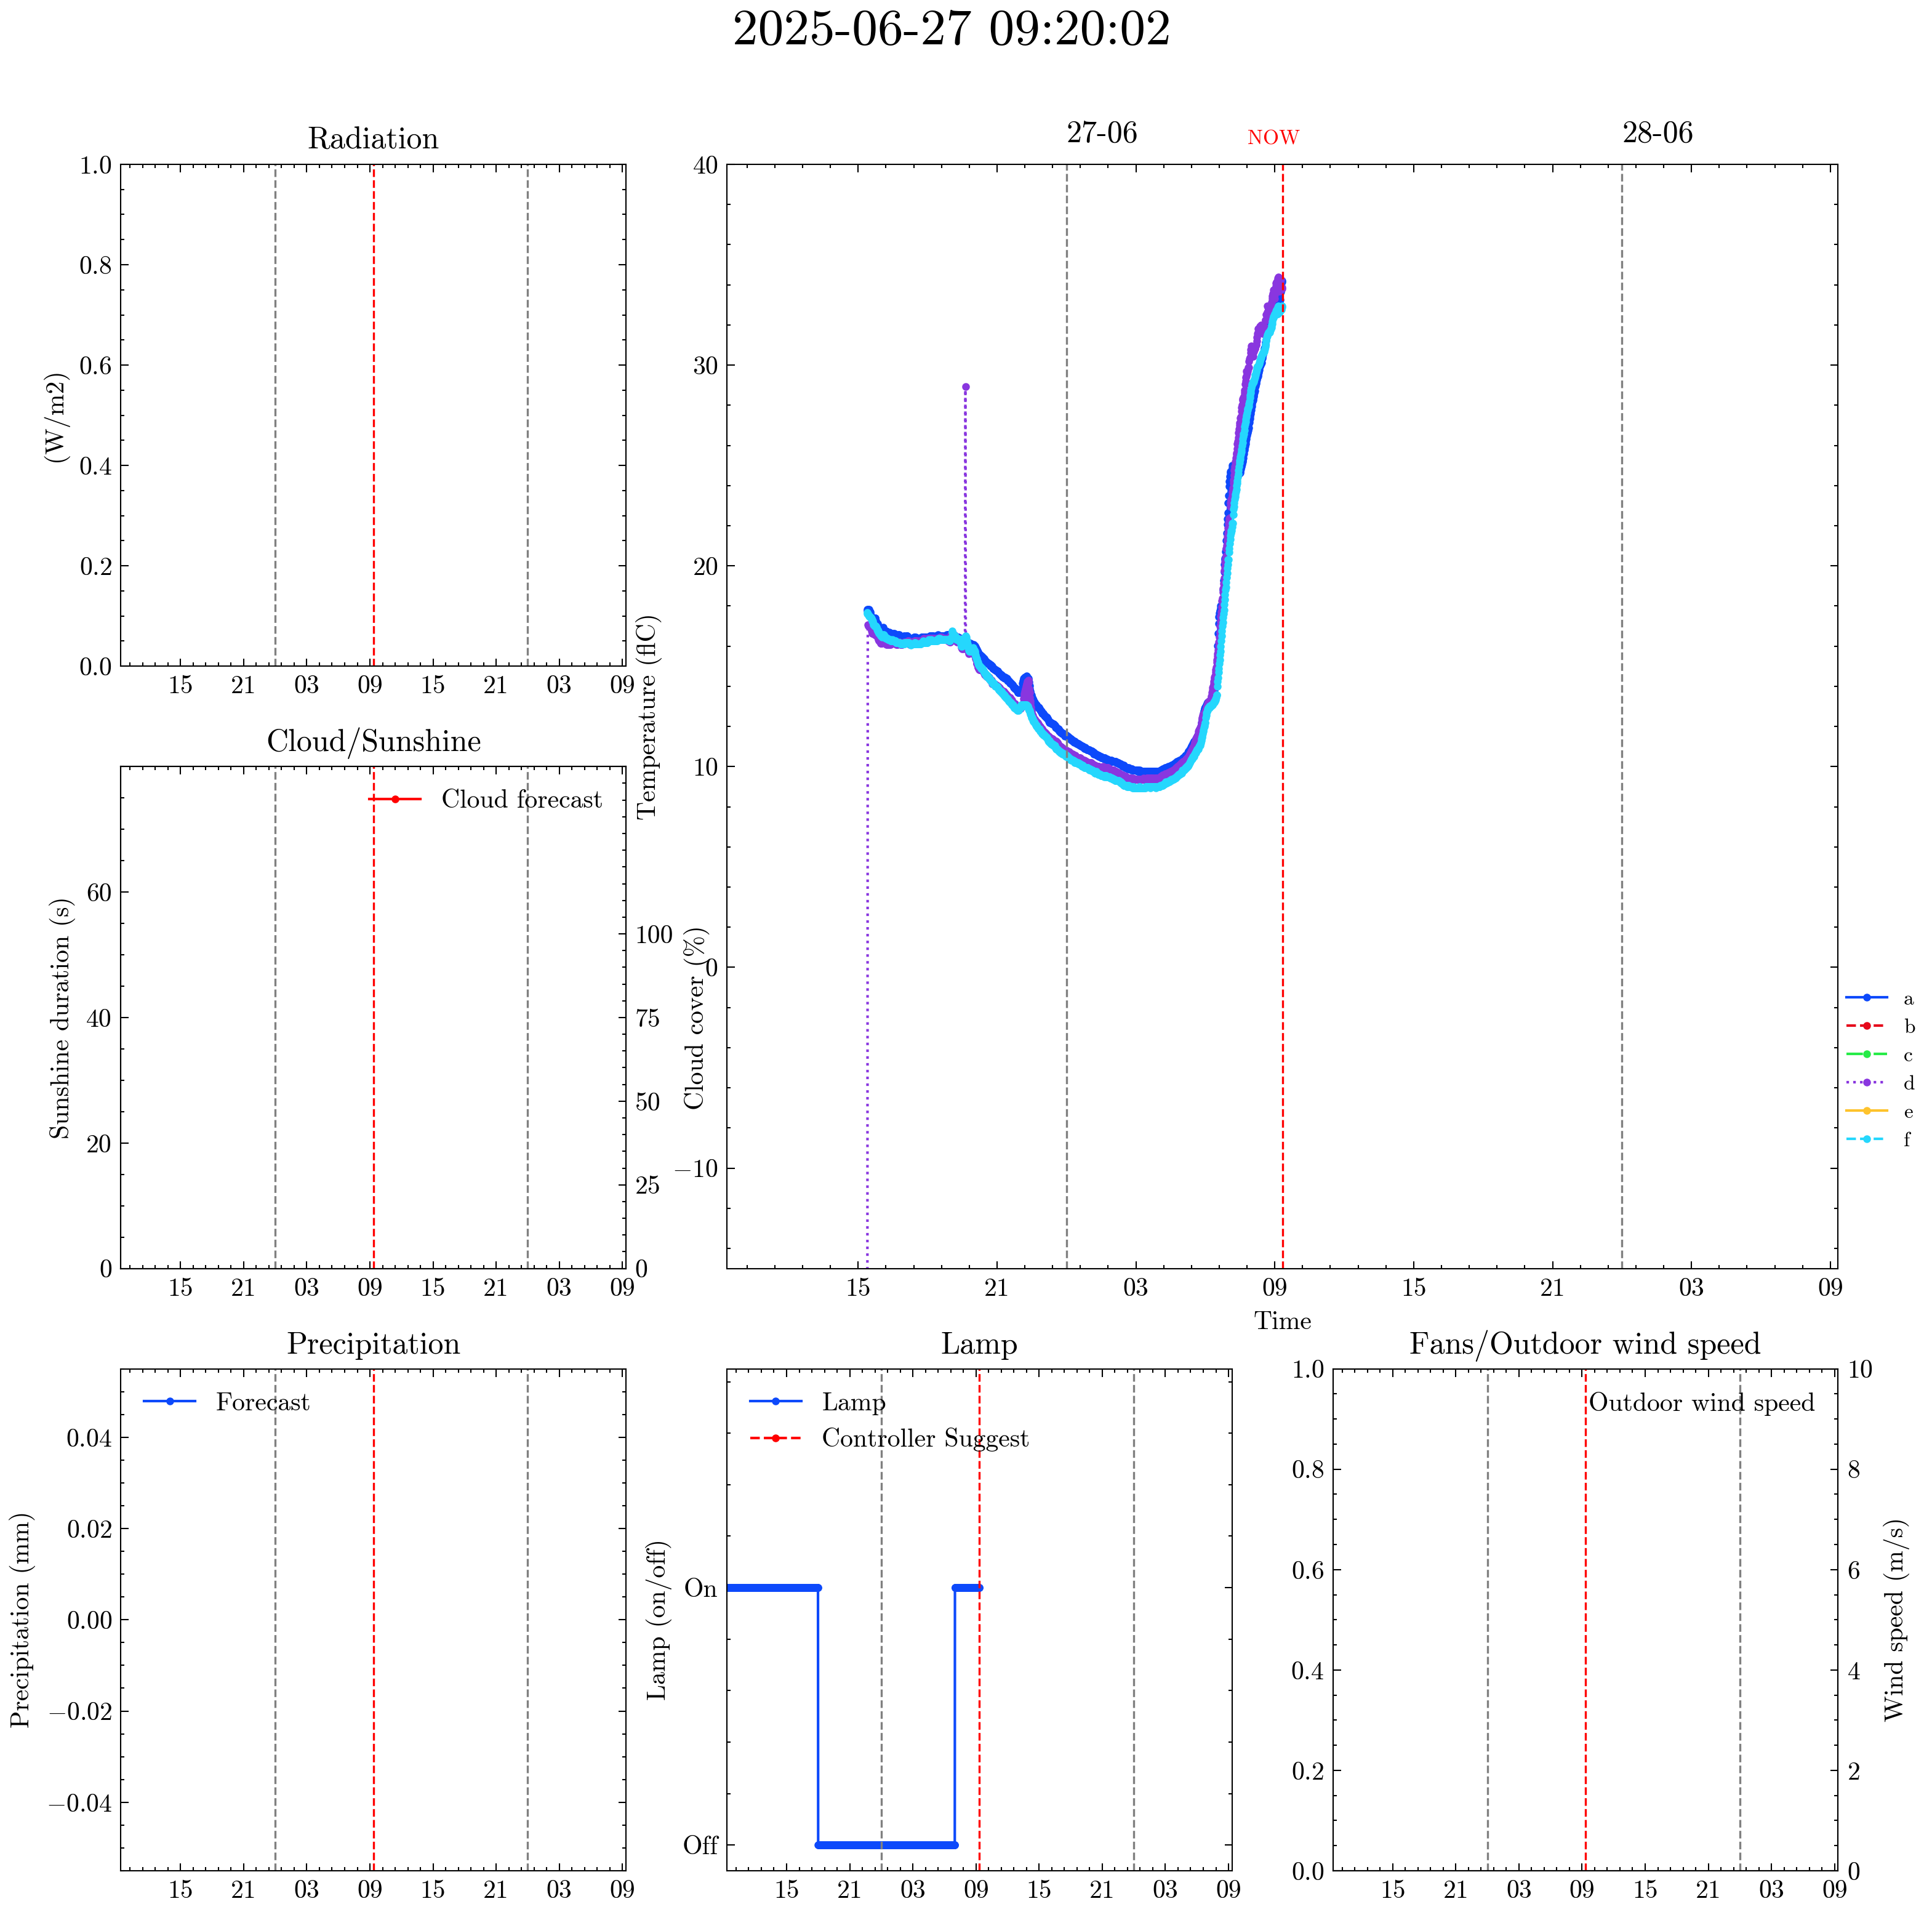 2025-06-27 09:20:02
Radiation
1.0
0.8
0.6
0.4
0.2
0.0
(W/m2)
15 21 03 09 15 21 03 09
27-06
NOW
28-06
40
30
20
10
0
−10
Temperature (flC)
15 21 03 09 15 21 03 09
Time
a
b
c
d
e
f
Cloud/Sunshine
Cloud forecast
60
40
20
0
Sunshine duration (s)
100
75
50
25
0
Cloud cover (%)
15 21 03 09 15 21 03 09
Precipitation
Forecast
0.04
0.02
0.00
−0.02
−0.04
Precipitation (mm)
15 21 03 09 15 21 03 09
Lamp
Lamp
Controller Suggest
On
Off
Lamp (on/off)
15 21 03 09 15 21 03 09
Fans/Outdoor wind speed
Outdoor wind speed
1.0
0.8
0.6
0.4
0.2
0.0
10
8
6
4
2
0
Wind speed (m/s)
15 21 03 09 15 21 03 09